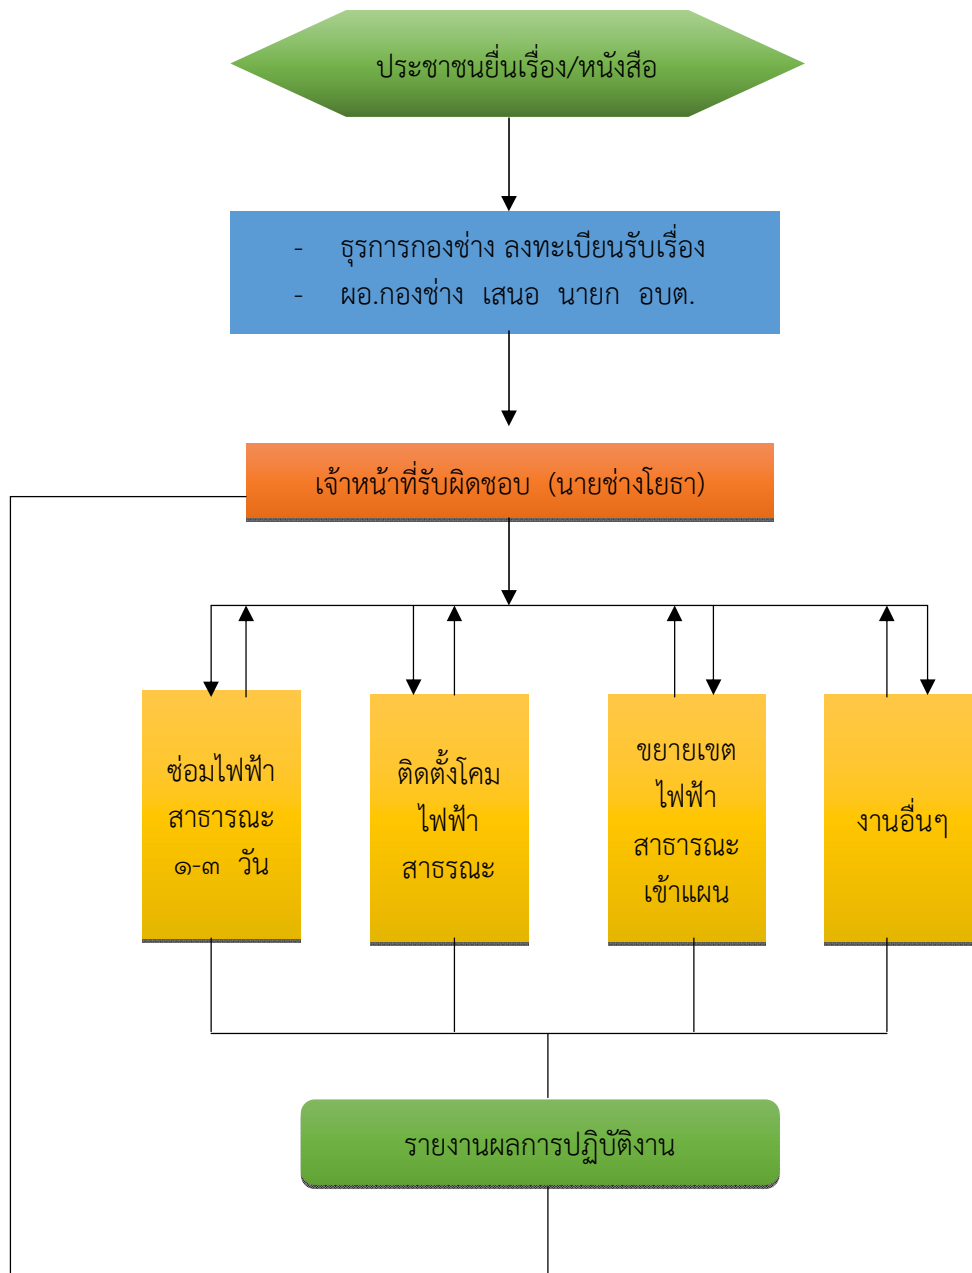 ประชาชนยื่นเรื่อง/หนังสือ
- ธุรการกองช่าง ลงทะเบียนรับเรื่อง
- ผอ.กองช่าง เสนอ นายก อบต.
เจ้าหน้าที่รับผิดชอบ (นายช่างโยธา)
ซ่อมไฟฟ้า
สาธารณะ
๑-๓ วัน
ติดตั้งโคม
ไฟฟ้า
สาธรณะ
ขยายเขต
ไฟฟ้า
สาธารณะ
เข้าแผน
งานอื่นๆ
รายงานผลการปฏิบัติงาน